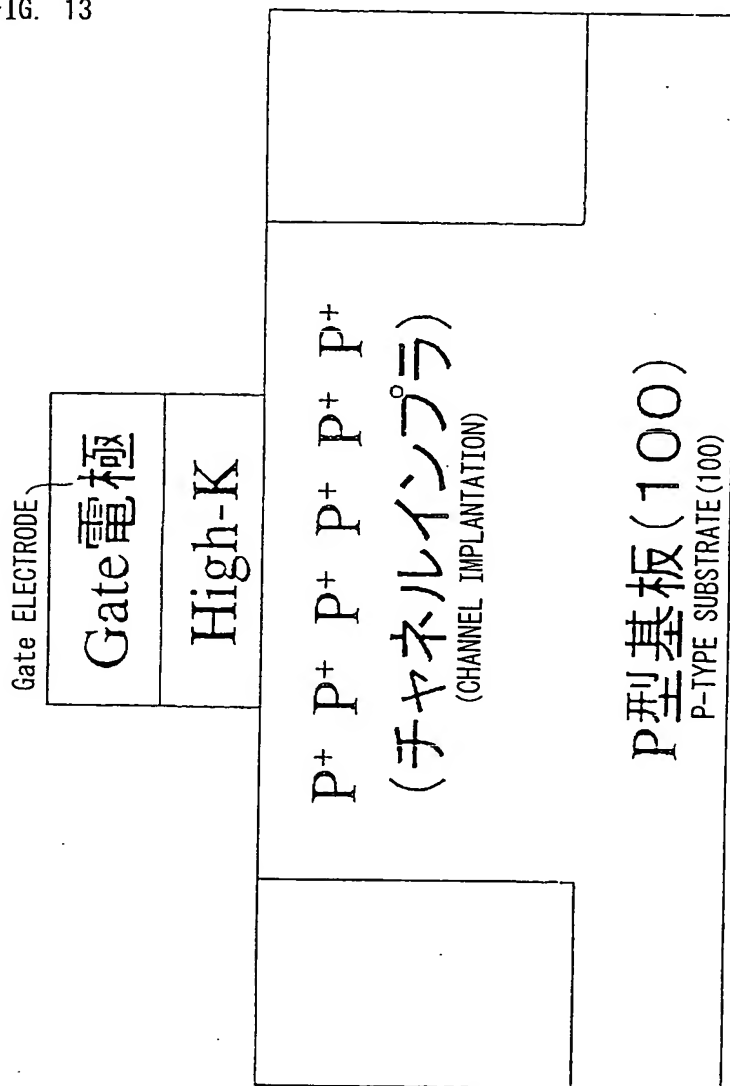 FIG. 13
Gate ELECTRODE
Gate電極
High-K
P+ P+ P+ P+ P+ P+
(チャネルインプラ)
(CHANNEL IMPLANTATION)
P型基板(100)
P-TYPE SUBSTRATE(100)